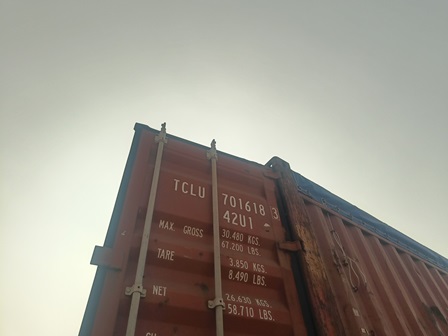 TCLU 701618 3
42U1
MAX. GROSS 30.480 KGS.
67.200 LBS.
TARE 3.850 KGS.
8.490 LBS.
NET 26.630 KGS.
58.710 LBS.